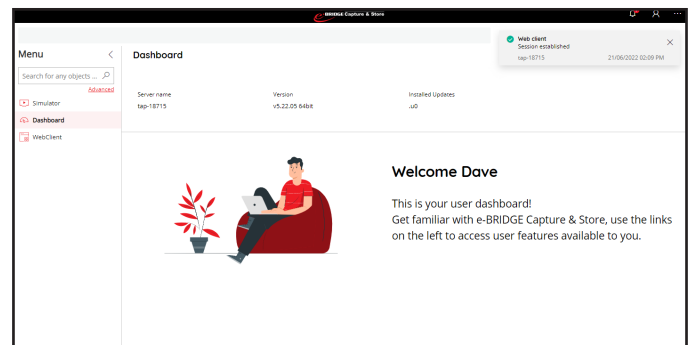 e-BRIDGE Capture & Store
Web client
Session established
tap-18715 21/06/2022 02:09 PM
Menu
Dashboard
Search for any objects ...
Advanced
Server name Version Installed Updates
tap-18715 v5.22.05 64bit .u0
Simulator
Dashboard
WebClient
Welcome Dave
This is your user dashboard!
Get familiar with e-BRIDGE Capture & Store, use the links
on the left to access user features available to you.